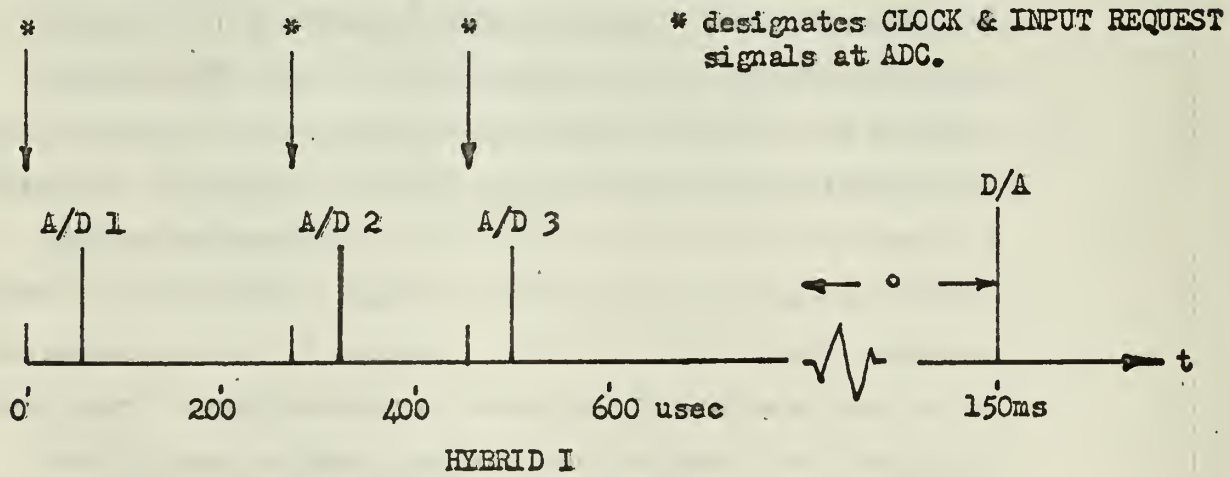 * * * * designates CLOCK & INPUT REQUEST
signals at ADC.
D/A
A/D 1 A/D 2 A/D 3
o
t
0 200 400 600 usec 150ms
HYBRID I